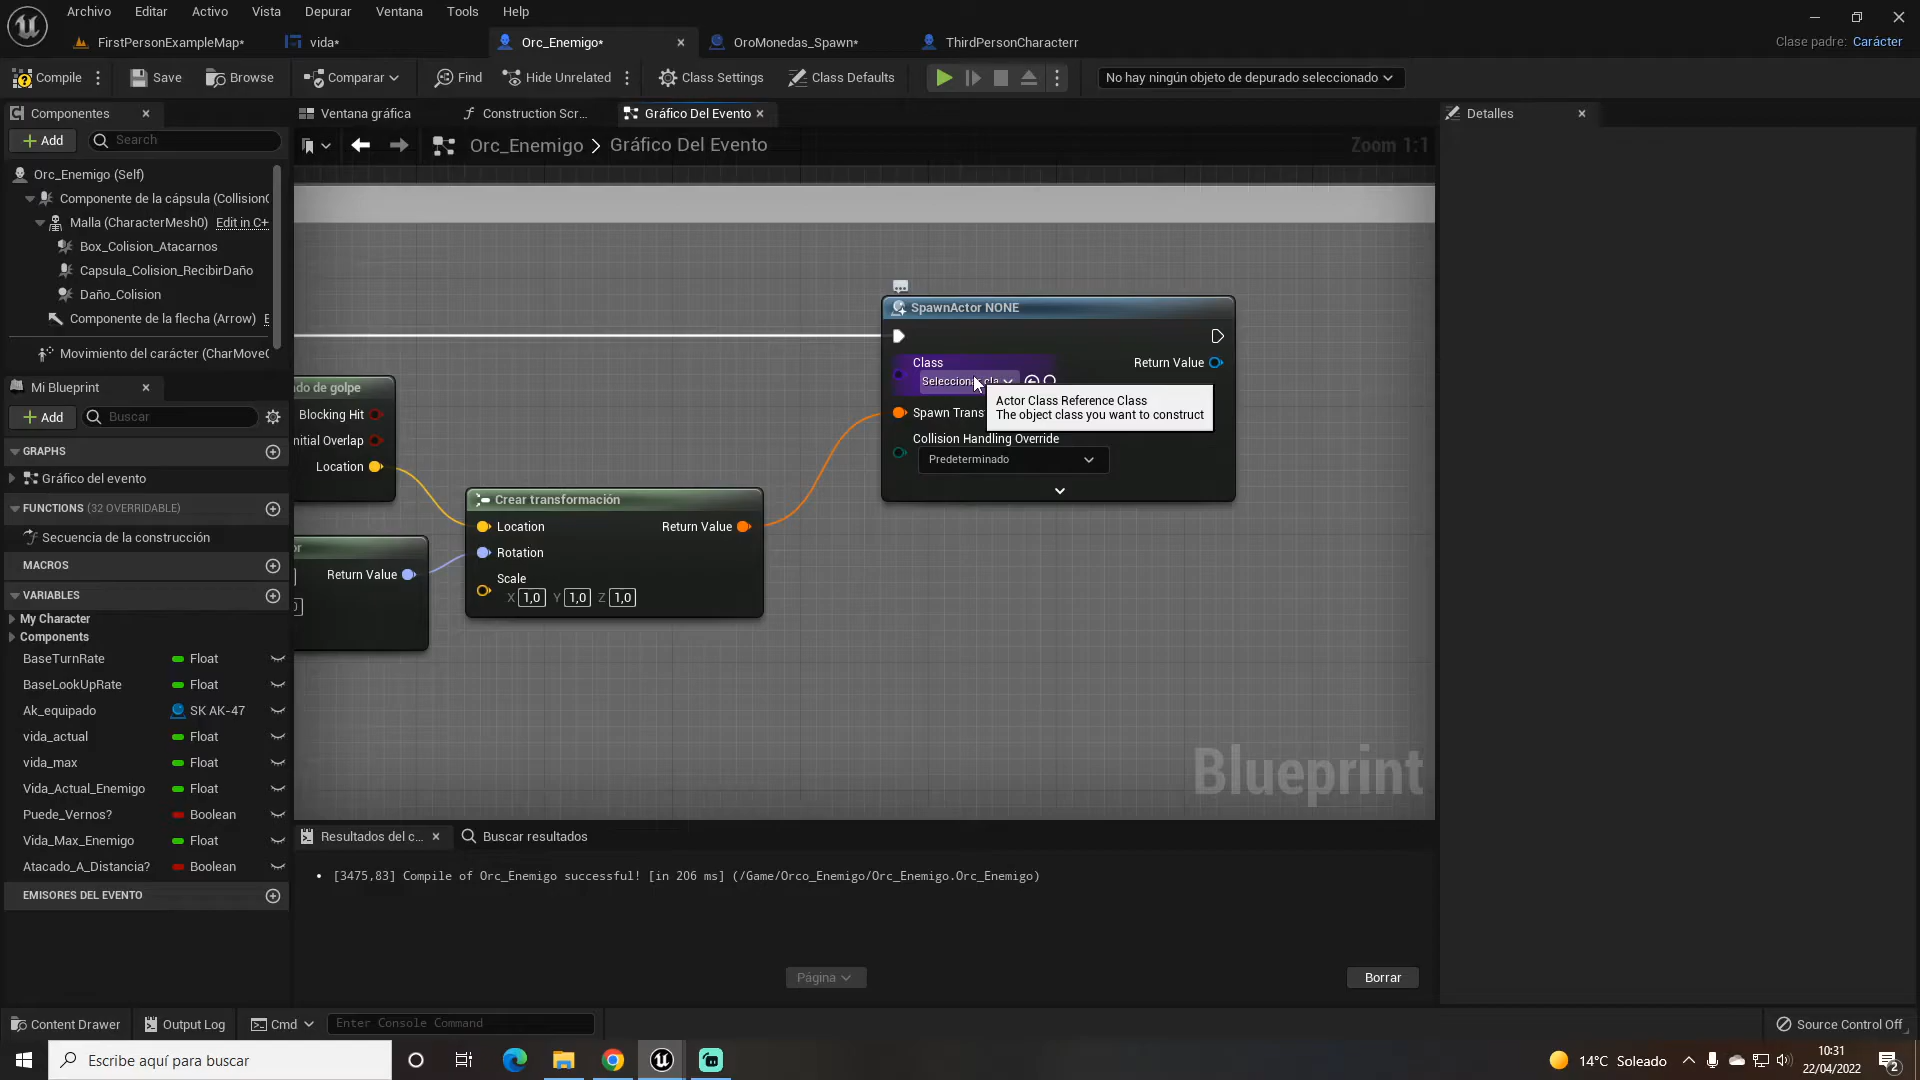 Archivo Editar Activo Vista Depurar Ventana Tools Help
FirstPersonExampleMap* vida* Orc_Enemigo* OroMonedas_Spawn* ThirdPersonCharacterr Clase padre: Carácter
Compile Save Browse Comparar Find Hide Unrelated Class Settings Class Defaults No hay ningún objeto de depurado seleccionado
Componentes Ventana gráfica Construction Scr... Gráfico Del Evento Detalles
Add Search Orc_Enemigo > Gráfico Del Evento Zoom 1:1
Orc_Enemigo (Self)
Componente de la cápsula (Collision
Malla (CharacterMesh0) Edit in C+
Box_Colision_Atacarnos
Capsula_Colision_RecibirDaño
Daño_Colision
Componente de la flecha (Arrow) E
Movimiento del carácter (CharMove
Mi Blueprint
Add Buscar
GRAPHS
Gráfico del evento
FUNCTIONS (32 OVERRIDABLE)
Secuencia de la construcción
MACROS
VARIABLES
My Character
Components
BaseTurnRate Float
BaseLookUpRate Float
Ak_equipado SK AK-47
vida_actual Float
vida_max Float
Vida_Actual_Enemigo Float
Puede_Vernos? Boolean
Vida_Max_Enemigo Float
Atacado_A_Distancia? Boolean
EMISORES DEL EVENTO
do de golpe
Blocking Hit
nitial Overlap
Location
or
Return Value
Crear transformación
Location Return Value
Rotation
Scale
X 1,0 Y 1,0 Z 1,0
SpawnActor NONE
Class Return Value
Seleccionar cla
Spawn Trans
Collision Handling Override
Predeterminado
Actor Class Reference Class
The object class you want to construct
Blueprint
Resultados del c... Buscar resultados
• [3475,83] Compile of Orc_Enemigo successful! [in 206 ms] (/Game/Orco_Enemigo/Orc_Enemigo.Orc_Enemigo)
Página Borrar
Content Drawer Output Log Cmd Enter Console Command Source Control Off
Escribe aquí para buscar 14°C Soleado 10:31
22/04/2022 2